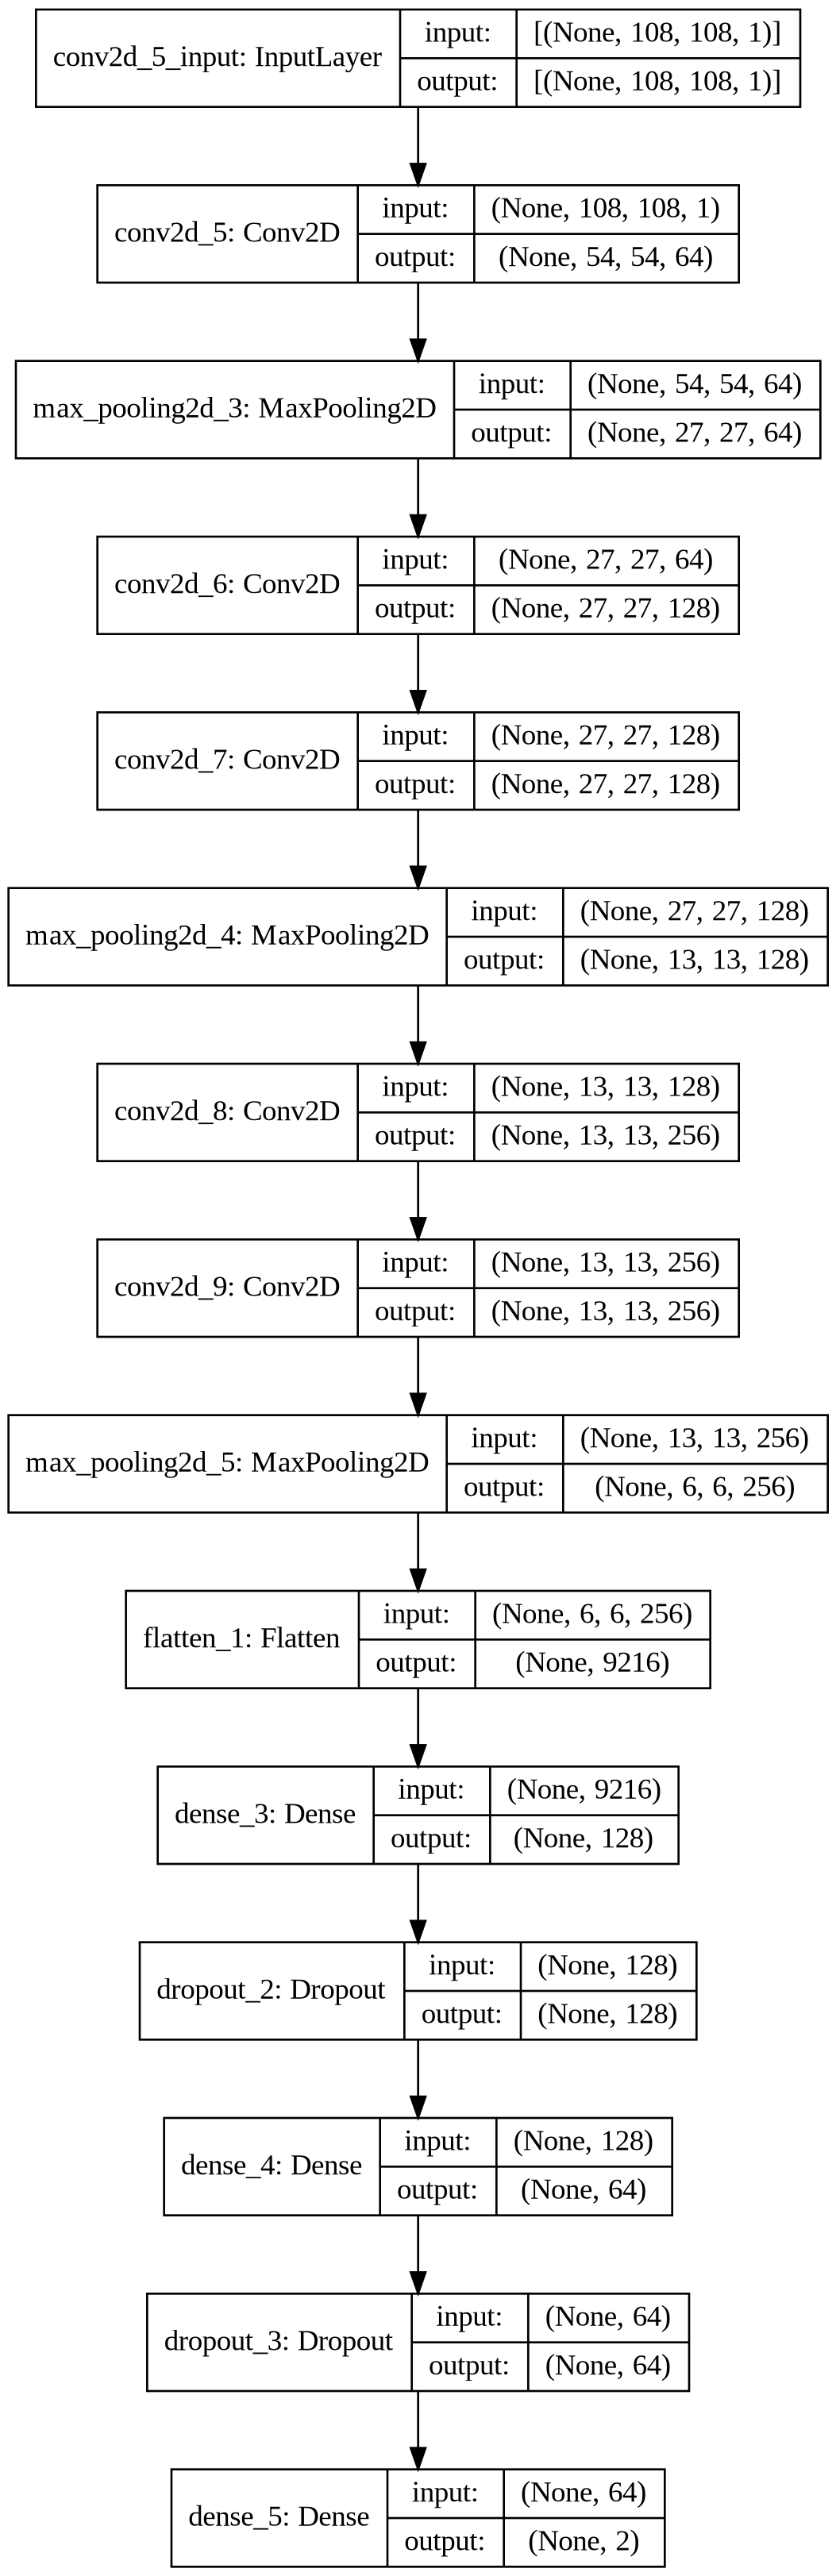 conv2d_5_input: InputLayer input: [(None, 108, 108, 1)]
output: [(None, 108, 108, 1)]
conv2d_5: Conv2D input: (None, 108, 108, 1)
output: (None, 54, 54, 64)
max_pooling2d_3: MaxPooling2D input: (None, 54, 54, 64)
output: (None, 27, 27, 64)
conv2d_6: Conv2D input: (None, 27, 27, 64)
output: (None, 27, 27, 128)
conv2d_7: Conv2D input: (None, 27, 27, 128)
output: (None, 27, 27, 128)
max_pooling2d_4: MaxPooling2D input: (None, 27, 27, 128)
output: (None, 13, 13, 128)
conv2d_8: Conv2D input: (None, 13, 13, 128)
output: (None, 13, 13, 256)
conv2d_9: Conv2D input: (None, 13, 13, 256)
output: (None, 13, 13, 256)
max_pooling2d_5: MaxPooling2D input: (None, 13, 13, 256)
output: (None, 6, 6, 256)
flatten_1: Flatten input: (None, 6, 6, 256)
output: (None, 9216)
dense_3: Dense input: (None, 9216)
output: (None, 128)
dropout_2: Dropout input: (None, 128)
output: (None, 128)
dense_4: Dense input: (None, 128)
output: (None, 64)
dropout_3: Dropout input: (None, 64)
output: (None, 64)
dense_5: Dense input: (None, 64)
output: (None, 2)